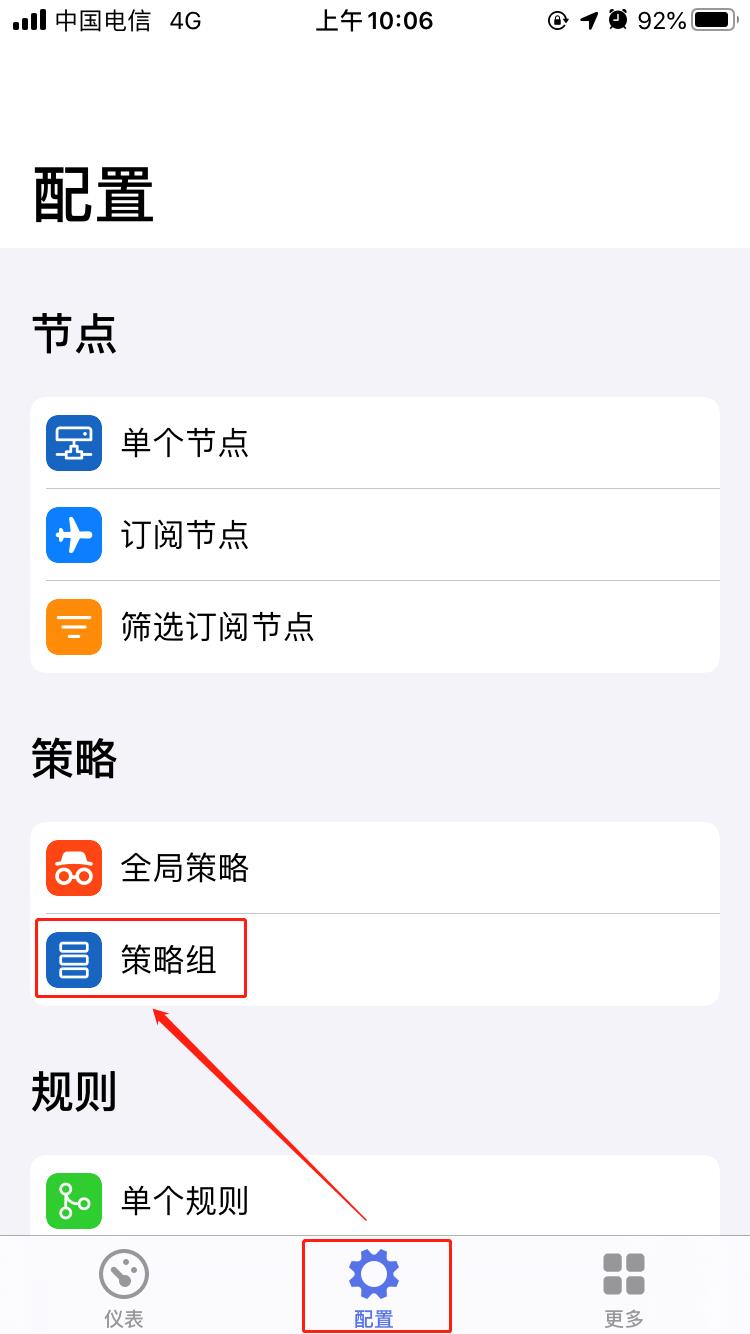 中国电信 4G 上午10:06 92%
配置
节点
单个节点
订阅节点
筛选订阅节点
策略
全局策略
策略组
规则
单个规则
仪表 配置 更多